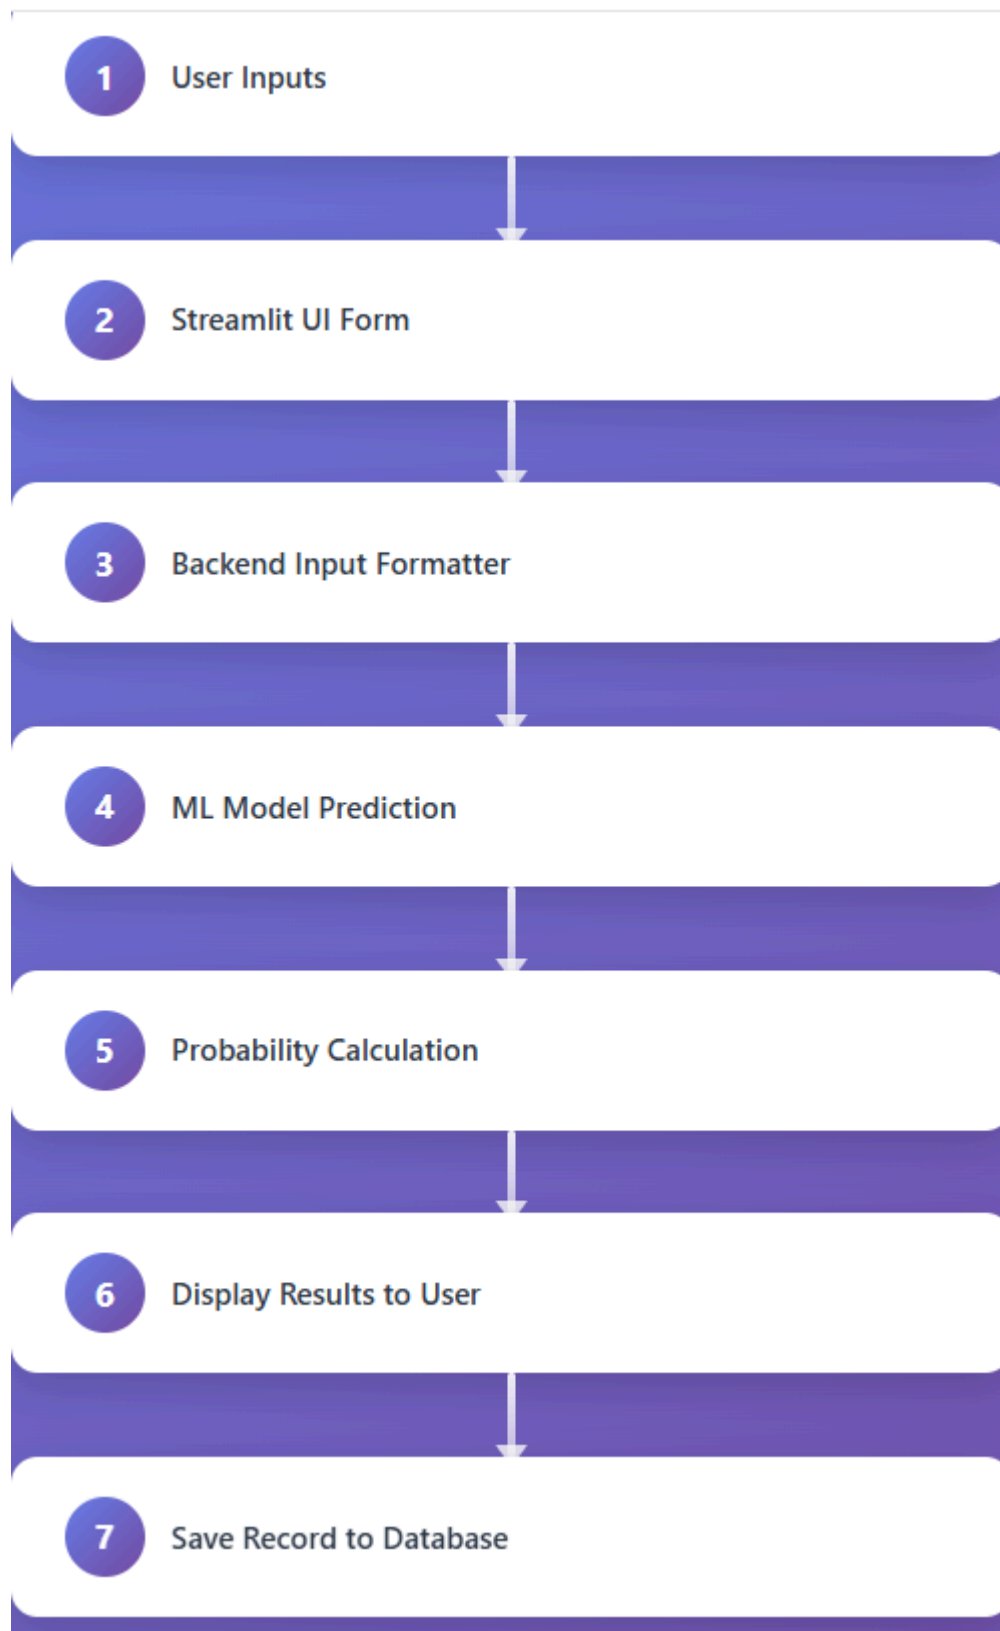 1 User Inputs
2 Streamlit UI Form
3 Backend Input Formatter
4 ML Model Prediction
5 Probability Calculation
6 Display Results to User
7 Save Record to Database